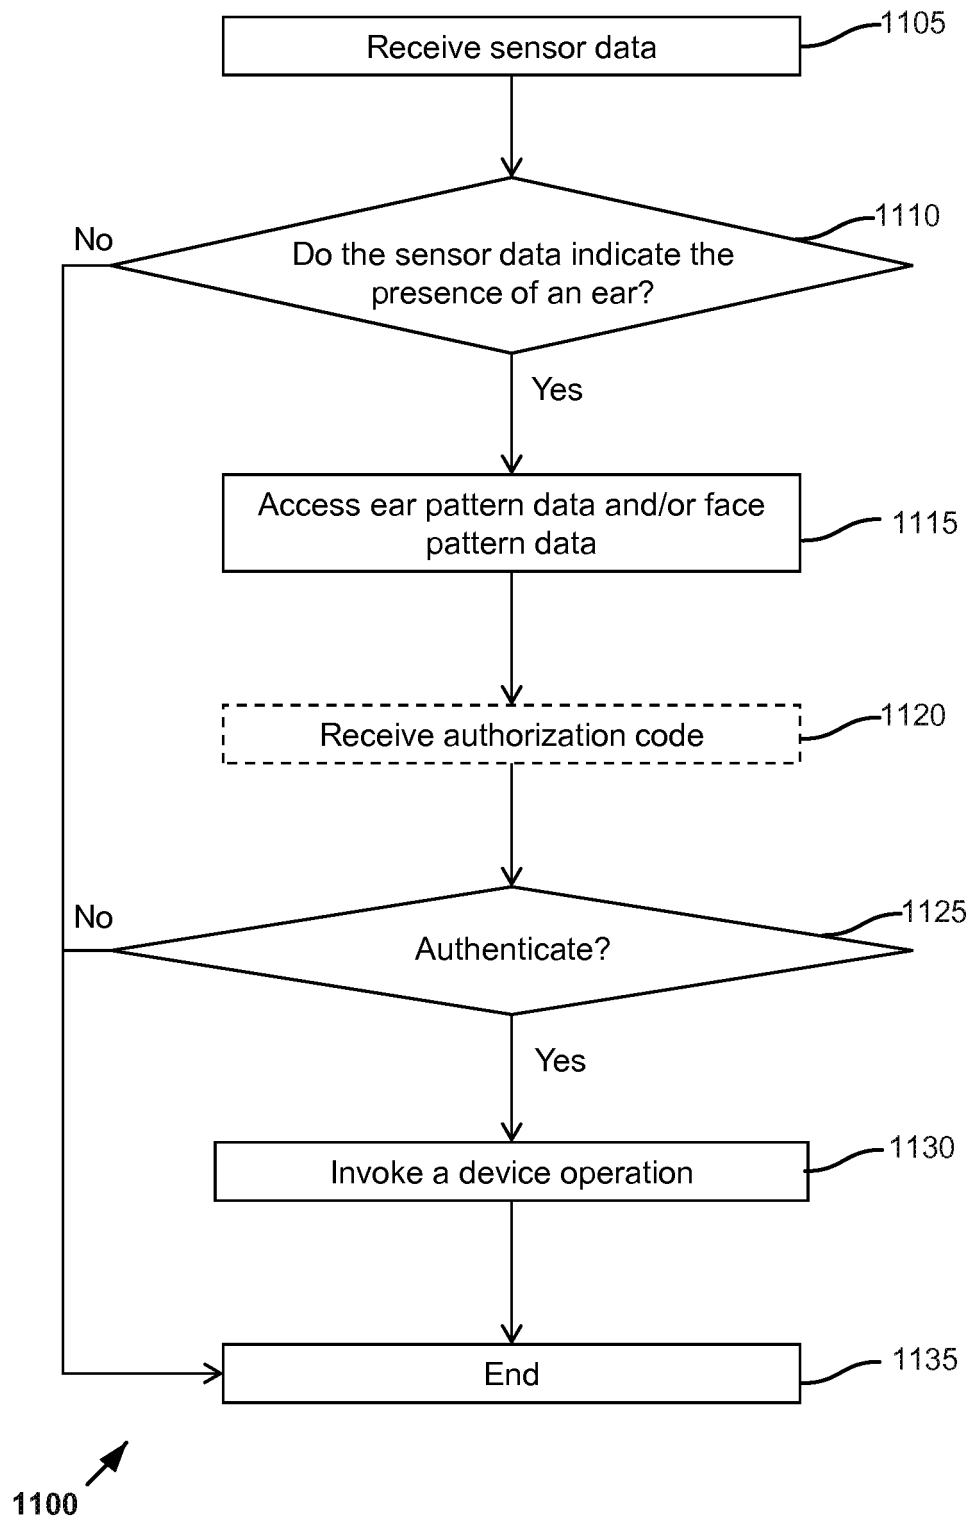 1105
Receive sensor data
1110
No
Do the sensor data indicate the
presence of an ear?
Yes
Access ear pattern data and/or face
pattern data
1115
1120
Receive authorization code
1125
No
Authenticate?
Yes
1130
Invoke a device operation
1135
End
1100